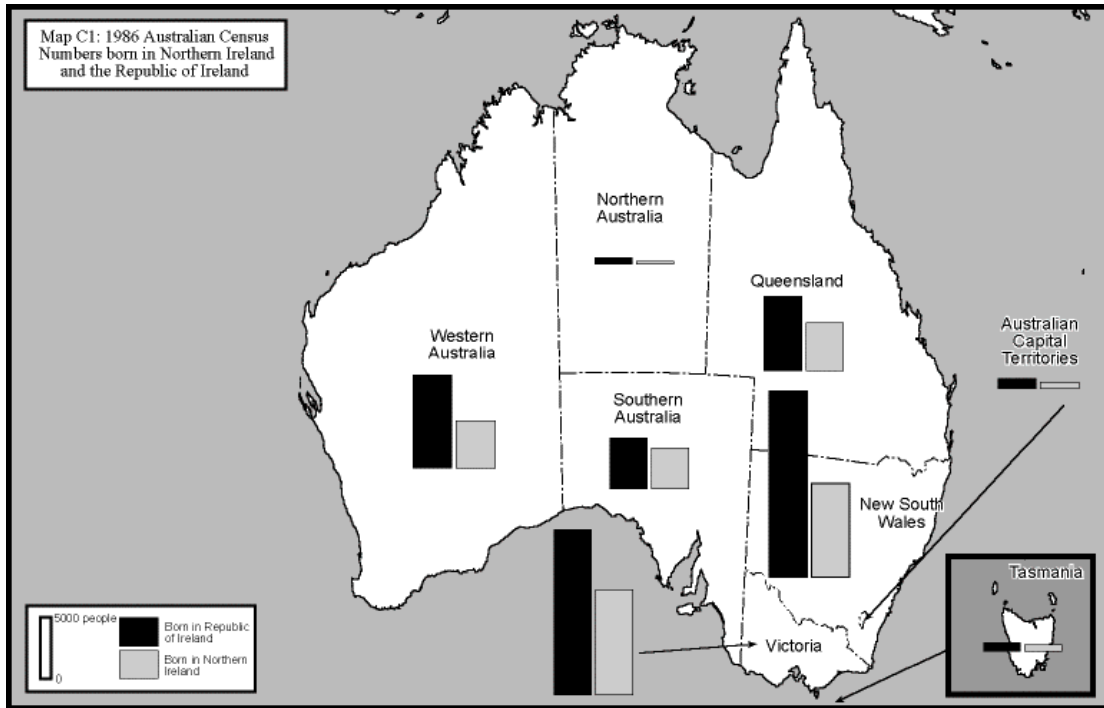 Map C1: 1986 Australian Census
Numbers born in Northern Ireland
and the Republic of Ireland
Northern
Australia
Queensland
Australian
Capital
Territories
Western
Australia
Southern
Australia
New South
Wales
Tasmania
Victoria
5000 people
0
Born in Republic
of Ireland
Born in Northern
Ireland